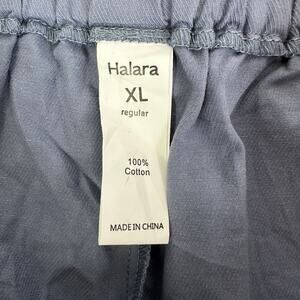 Halara
XL
regular
100%
Cotton
MADE IN CHINA